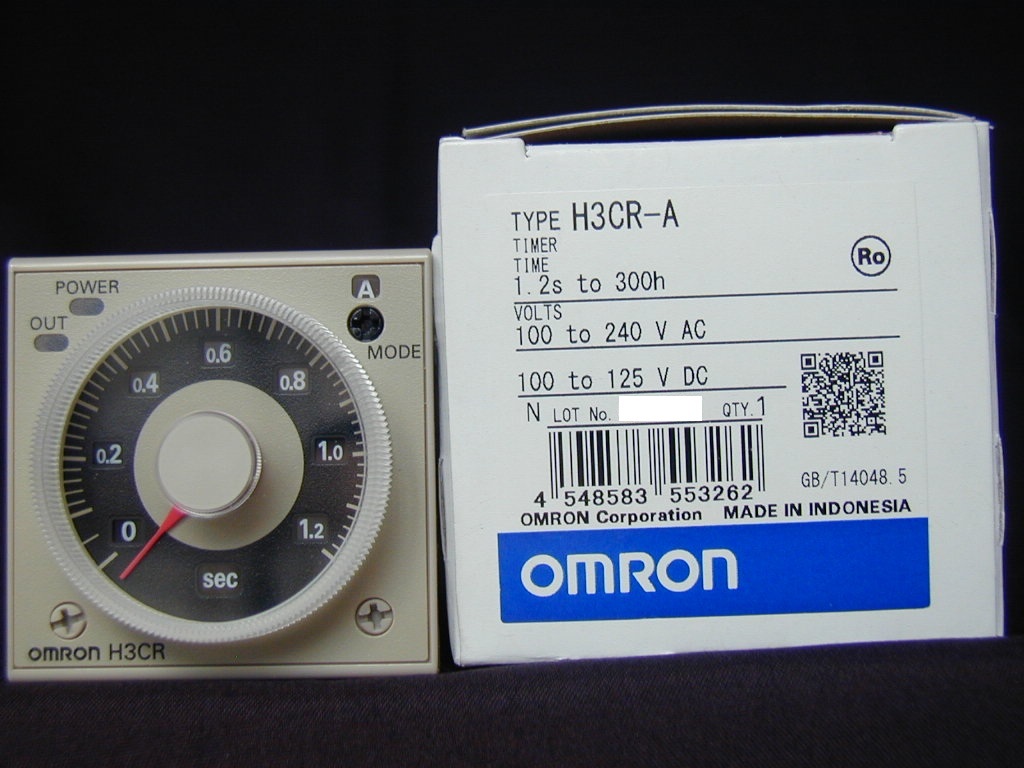 POWER
OUT
A
MODE
0.6
0.4
0.8
0.2
1.0
0
1.2
sec
OMRON H3CR
TYPE H3CR-A
TIMER
TIME
1.2s to 300h
Ro
VOLTS
100 to 240 V AC
100 to 125 V DC
N LOT No. QTY.1
4 548583 553262
GB/T14048.5
OMRON Corporation MADE IN INDONESIA
OMRON